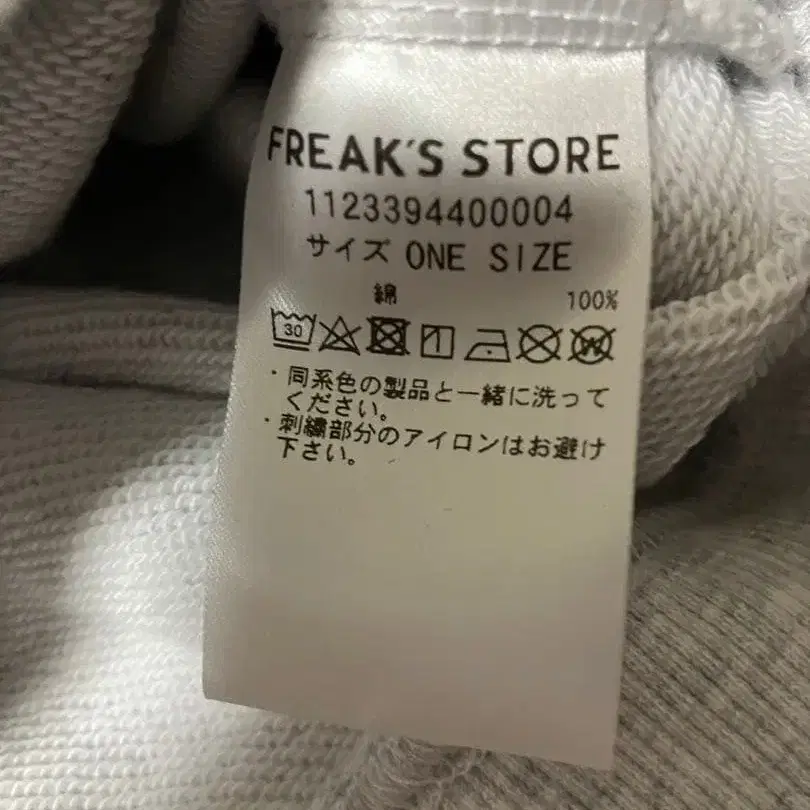 FREAK'S STORE
1123394400004
サイズ ONE SIZE
綿 100%
30
・同系色の製品と一緒に洗って
ください。
・刺繍部分のアイロンはお避け
下さい。